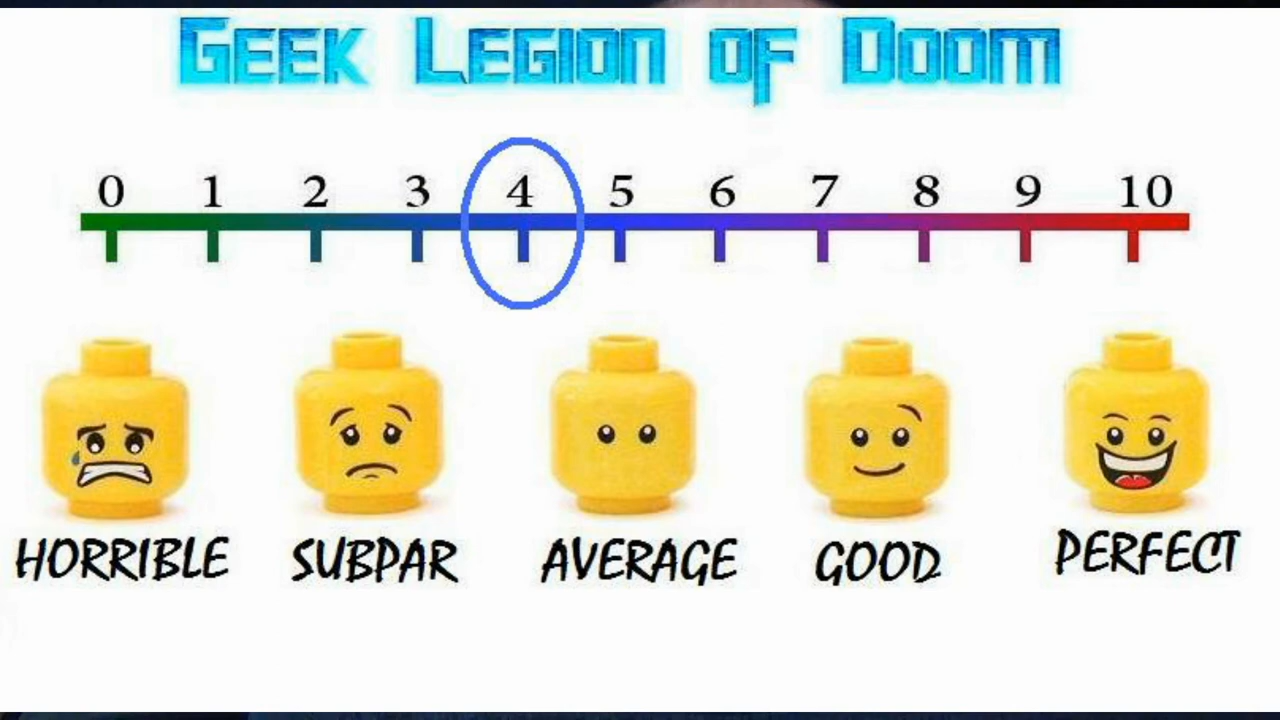 GEEK LEGION OF DOOM
0 1 2 3 4 5 6 7 8 9 10
HORRIBLE SUBPAR AVERAGE GOOD PERFECT